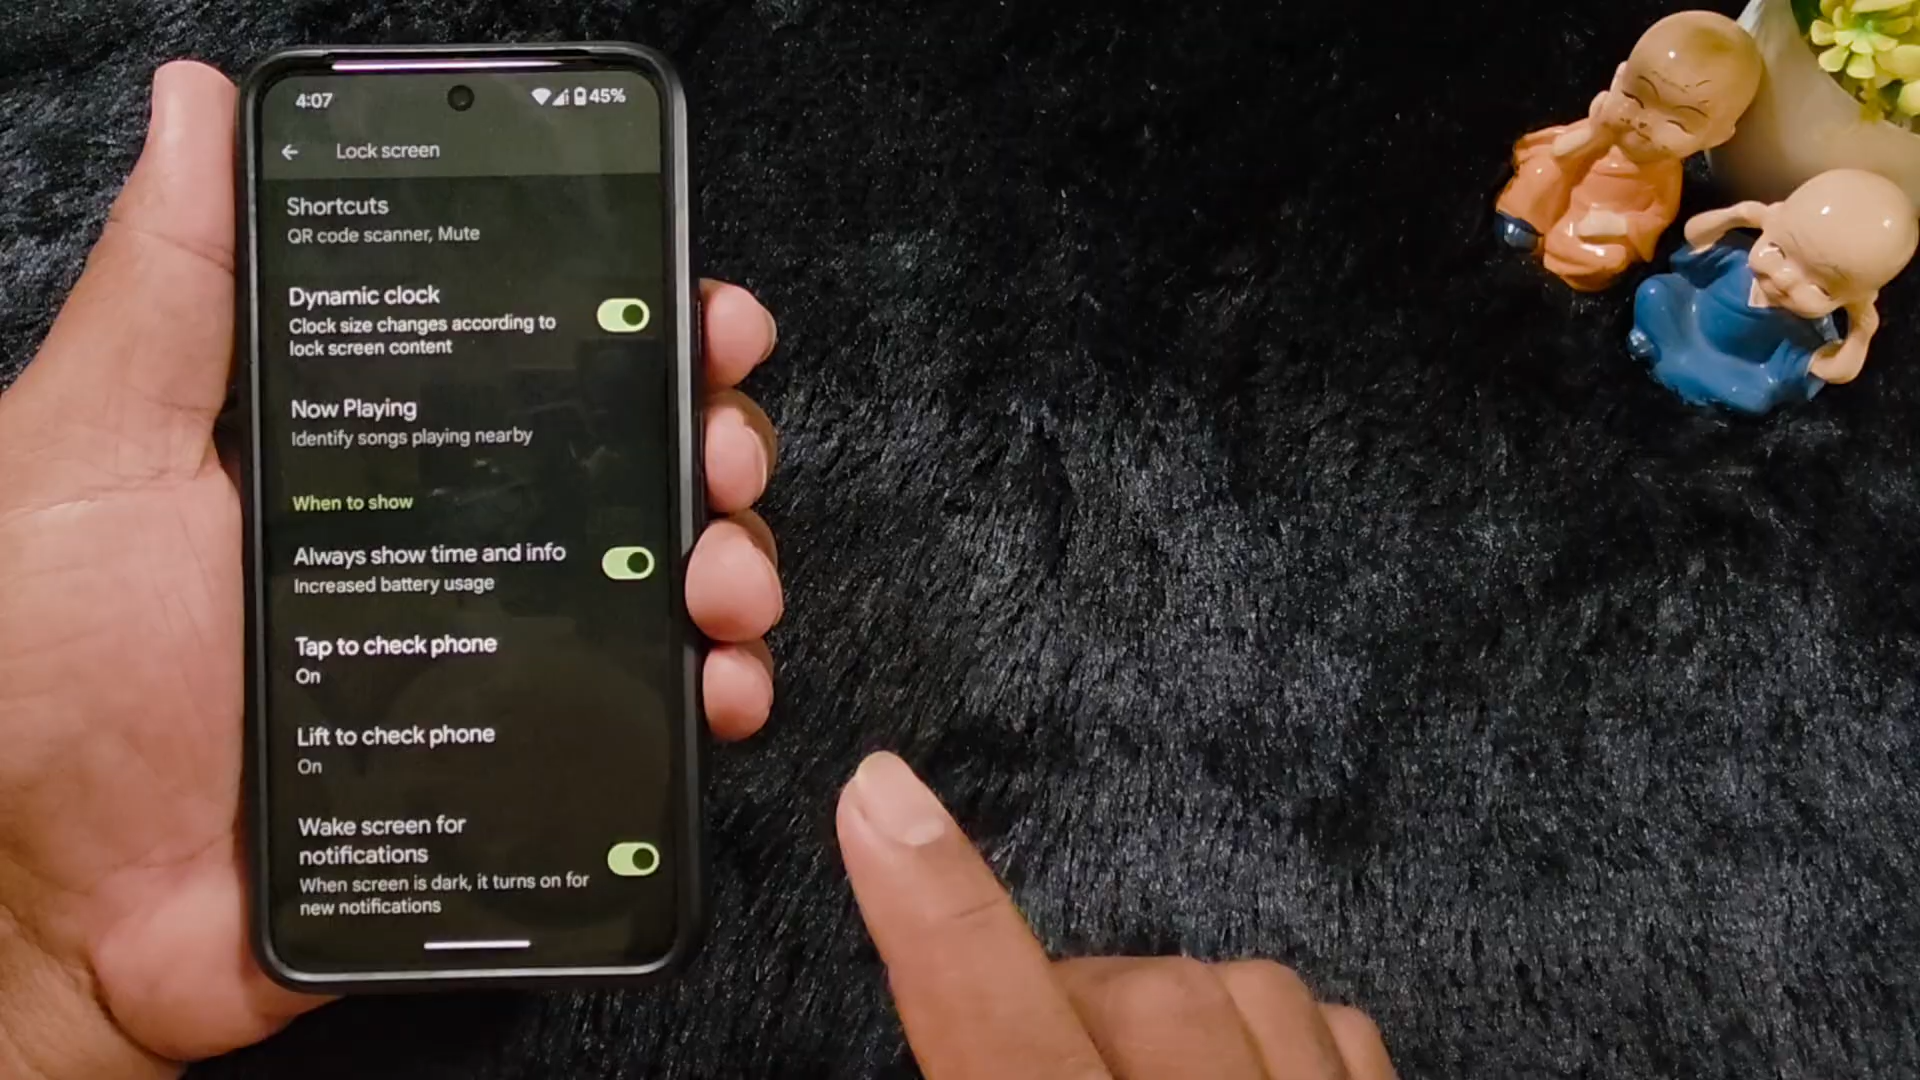 4:07
45%
Lock screen
Shortcuts
QR code scanner, Mute
Dynamic clock
Clock size changes according to
lock screen content
Now Playing
Identify songs playing nearby
When to show
Always show time and info
Increased battery usage
Tap to check phone
On
Lift to check phone
On
Wake screen for
notifications
When screen is dark, it turns on for
new notifications